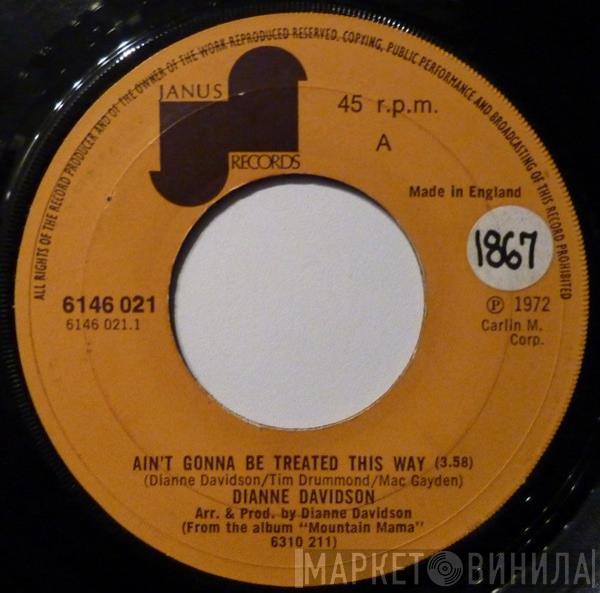 ALL RIGHTS OF THE RECORD PRODUCER AND OF THE OWNER OF THE WORK REPRODUCED RESERVED. COPYING, PUBLIC PERFORMANCE AND BROADCASTING OF THIS RECORD PROHIBITED
JANUS
RECORDS
45 r.p.m.
A
Made in England
1867
6146 021
6146 021.1
Ⓟ 1972
Carlin M.
Corp.
AIN'T GONNA BE TREATED THIS WAY (3.58)
(Dianne Davidson/Tim Drummond/Mac Gayden)
DIANNE DAVIDSON
Arr. & Prod. by Dianne Davidson
(From the album "Mountain Mama"
6310 211)
МАРКЕТ ВИНИЛА